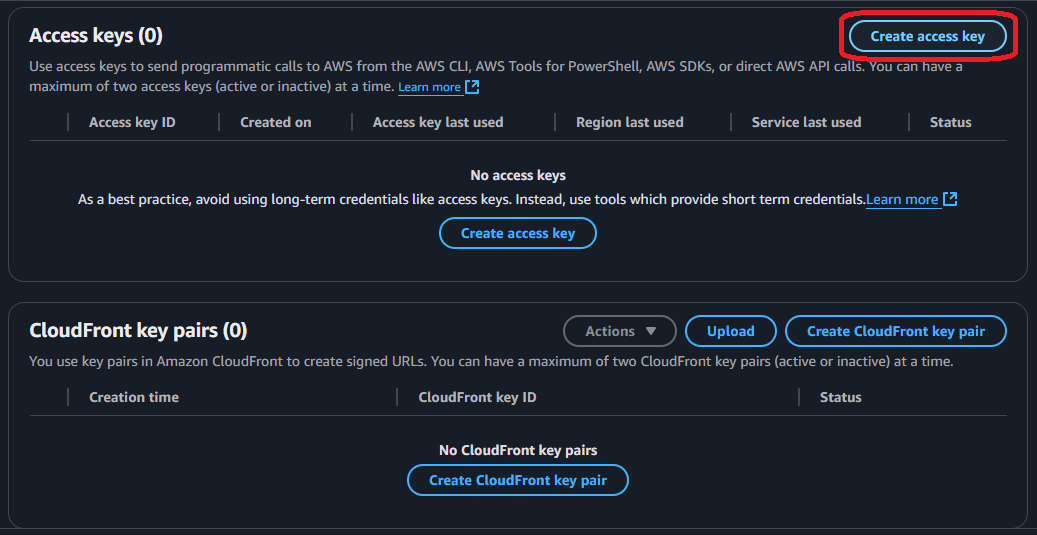 Access keys (0)
Create access key
Use access keys to send programmatic calls to AWS from the AWS CLI, AWS Tools for PowerShell, AWS SDKs, or direct AWS API calls. You can have a
maximum of two access keys (active or inactive) at a time. Learn more
Access key ID
Created on
Access key last used
Region last used
Service last used
Status
No access keys
As a best practice, avoid using long-term credentials like access keys. Instead, use tools which provide short term credentials.Learn more
Create access key
CloudFront key pairs (0)
Actions
Upload
Create CloudFront key pair
You use key pairs in Amazon CloudFront to create signed URLs. You can have a maximum of two CloudFront key pairs (active or inactive) at a time.
Creation time
CloudFront key ID
Status
No CloudFront key pairs
Create CloudFront key pair